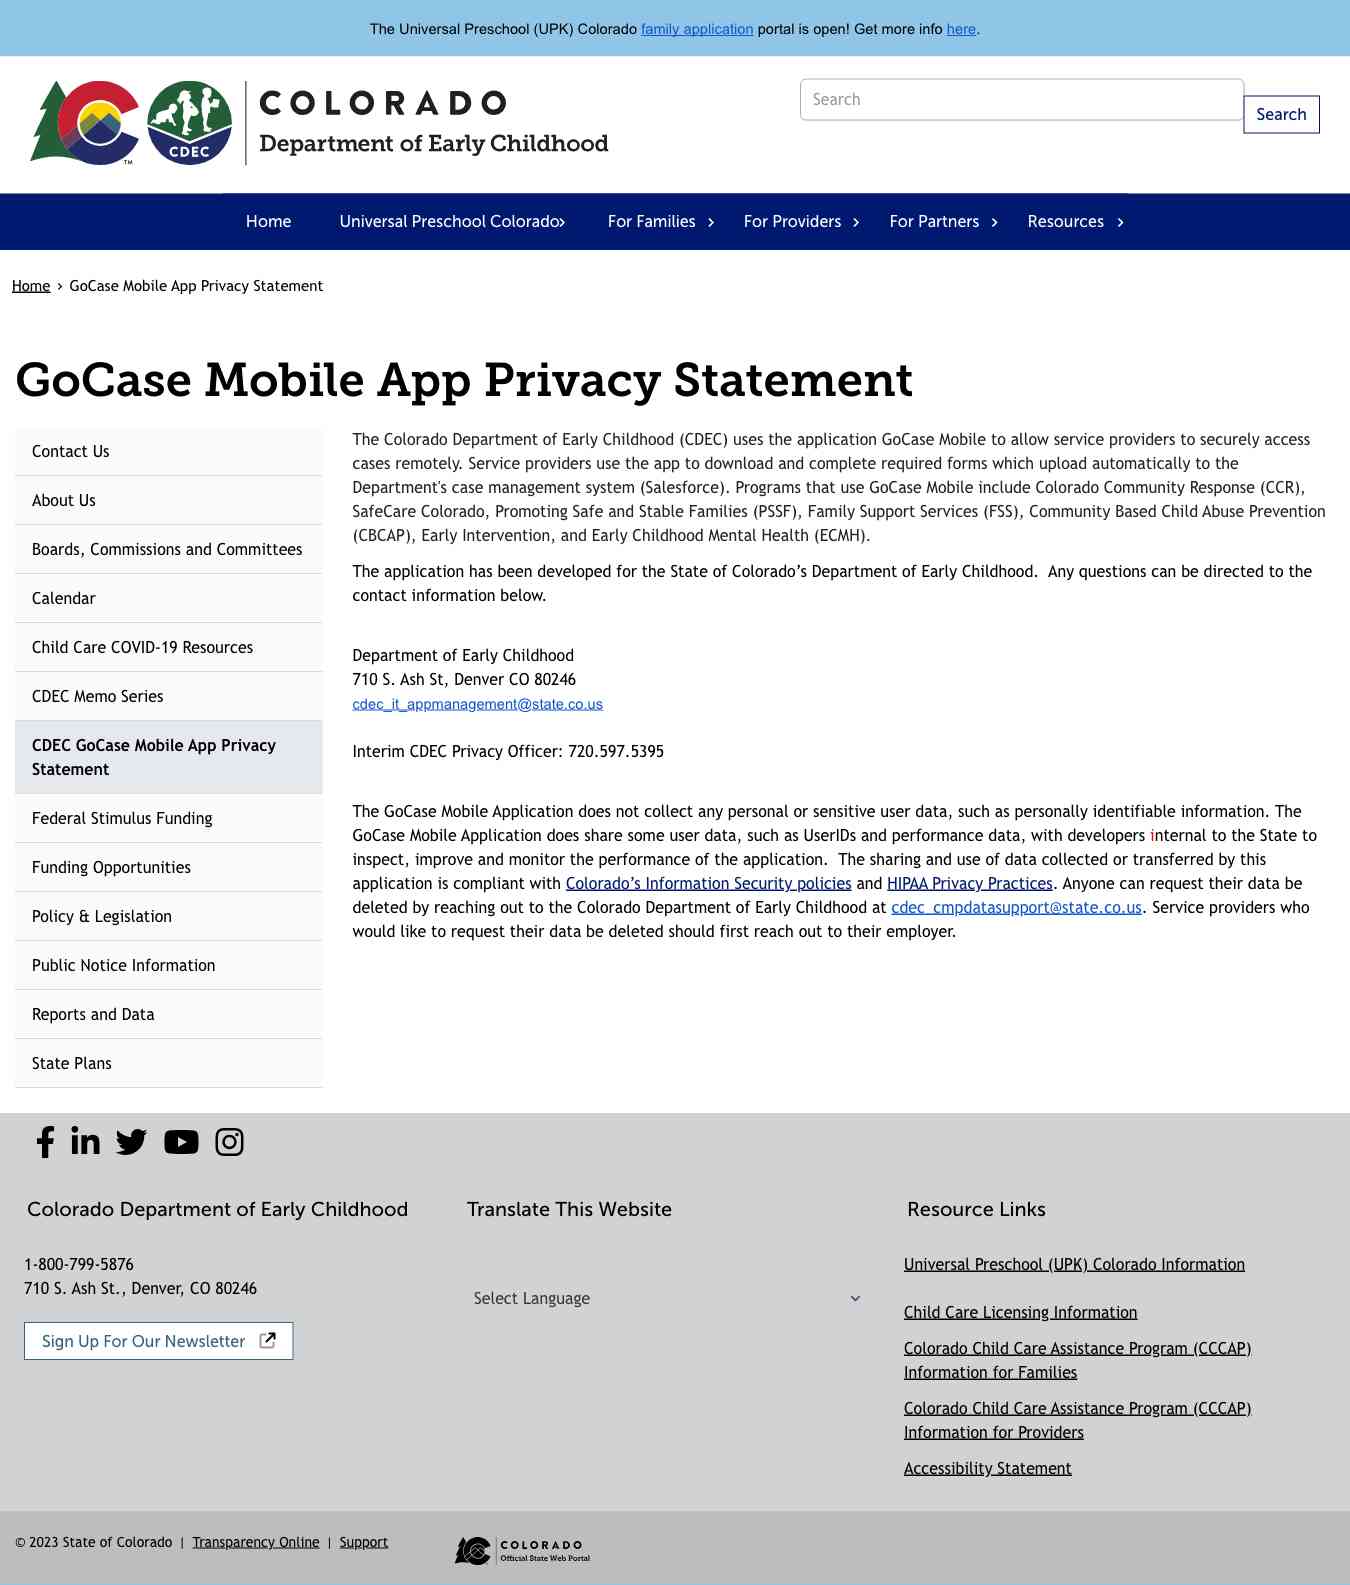 The Universal Preschool (UPK) Colorado family application portal is open! Get more info here.
CDEC
TM
COLORADO
Department of Early Childhood
Search
Search
Home
Universal Preschool Colorado
For Families
For Providers
For Partners
Resources
Home › GoCase Mobile App Privacy Statement
GoCase Mobile App Privacy Statement
Contact Us
About Us
Boards, Commissions and Committees
Calendar
Child Care COVID-19 Resources
CDEC Memo Series
CDEC GoCase Mobile App Privacy
Statement
Federal Stimulus Funding
Funding Opportunities
Policy & Legislation
Public Notice Information
Reports and Data
State Plans
The Colorado Department of Early Childhood (CDEC) uses the application GoCase Mobile to allow service providers to securely access
cases remotely. Service providers use the app to download and complete required forms which upload automatically to the
Department's case management system (Salesforce). Programs that use GoCase Mobile include Colorado Community Response (CCR),
SafeCare Colorado, Promoting Safe and Stable Families (PSSF), Family Support Services (FSS), Community Based Child Abuse Prevention
(CBCAP), Early Intervention, and Early Childhood Mental Health (ECMH).
The application has been developed for the State of Colorado’s Department of Early Childhood.  Any questions can be directed to the
contact information below.
Department of Early Childhood
710 S. Ash St, Denver CO 80246
cdec_it_appmanagement@state.co.us
Interim CDEC Privacy Officer: 720.597.5395
The GoCase Mobile Application does not collect any personal or sensitive user data, such as personally identifiable information. The
GoCase Mobile Application does share some user data, such as UserIDs and performance data, with developers internal to the State to
inspect, improve and monitor the performance of the application.  The sharing and use of data collected or transferred by this
application is compliant with Colorado’s Information Security policies and HIPAA Privacy Practices. Anyone can request their data be
deleted by reaching out to the Colorado Department of Early Childhood at cdec_cmpdatasupport@state.co.us. Service providers who
would like to request their data be deleted should first reach out to their employer.
Colorado Department of Early Childhood
1-800-799-5876
710 S. Ash St., Denver, CO 80246
Sign Up For Our Newsletter
Translate This Website
Select Language
Resource Links
Universal Preschool (UPK) Colorado Information
Child Care Licensing Information
Colorado Child Care Assistance Program (CCCAP)
Information for Families
Colorado Child Care Assistance Program (CCCAP)
Information for Providers
Accessibility Statement
© 2023 State of Colorado | Transparency Online | Support
COLORADO
Official State Web Portal